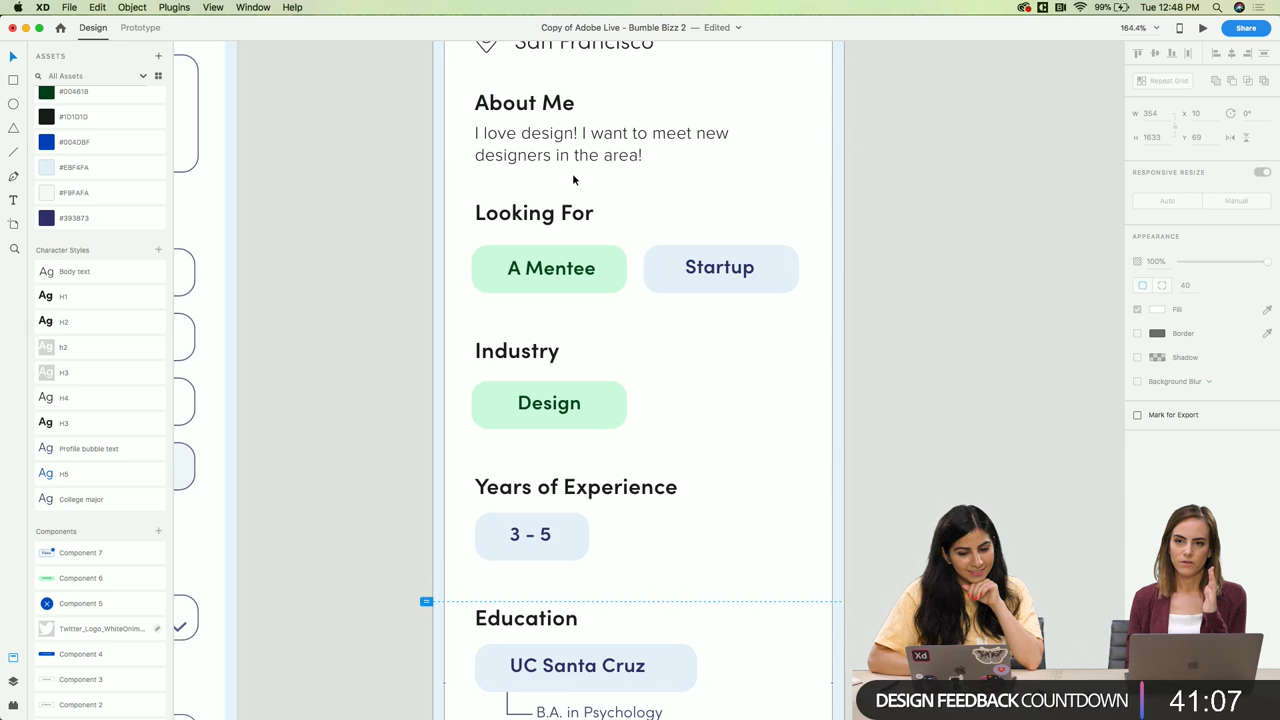 XD File Edit Object Plugins View Window Help
99% Tue 12:48 PM
Design Prototype
Copy of Adobe Live - Bumble Bizz 2 — Edited
164.4%
Share
ASSETS
All Assets
#00461B
#1D1D1D
#004DBF
#EBF4FA
#F9FAFA
#393873
Character Styles
Ag Body text
Ag H1
Ag H2
Ag h2
Ag H3
Ag H4
Ag H3
Ag Profile bubble text
Ag H5
Ag College major
Components
Component 7
Component 6
Component 5
Twitter_Logo_WhiteOnIm...
Component 4
Component 3
Component 2
San Francisco
About Me
I love design! I want to meet new
designers in the area!
Looking For
A Mentee
Startup
Industry
Design
Years of Experience
3 - 5
Education
UC Santa Cruz
B.A. in Psychology
Repeat Grid
W 354 X 10 0°
H 1633 Y 69
RESPONSIVE RESIZE
Auto Manual
APPEARANCE
100%
40
Fill
Border
Shadow
Background Blur
Mark for Export
Xd
DESIGN FEEDBACK COUNTDOWN 41:07